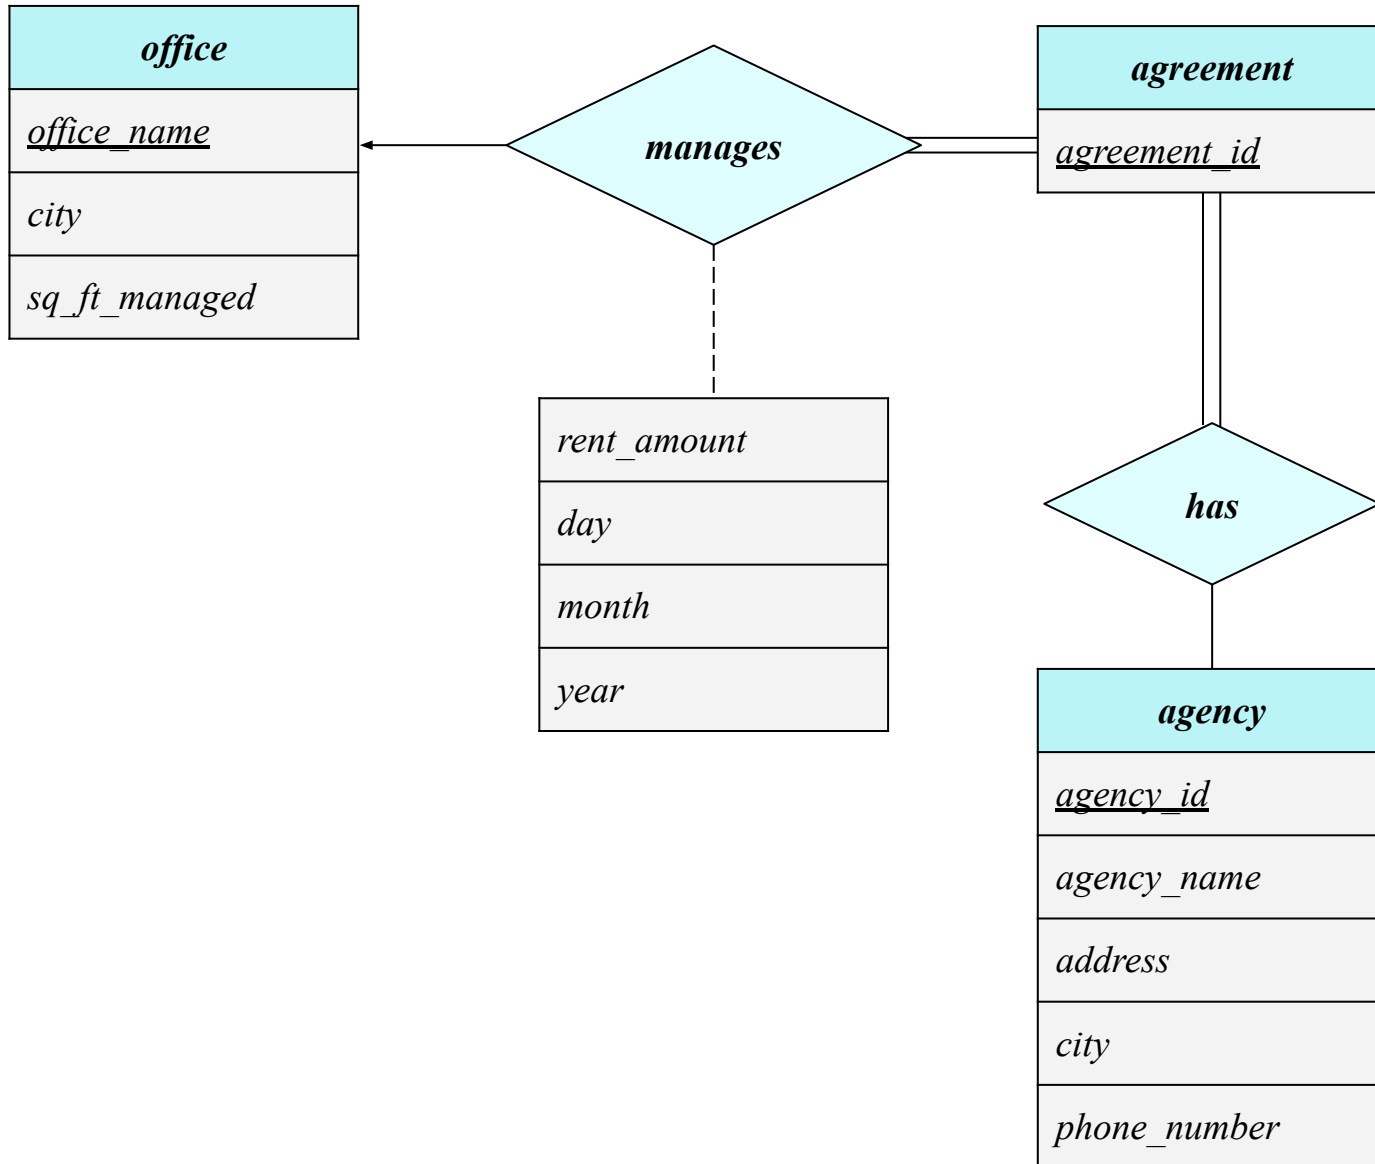 office
office_name
city
sq_ft_managed
manages
agreement
agreement_id
rent_amount
day
month
year
has
agency
agency_id
agency_name
address
city
phone_number